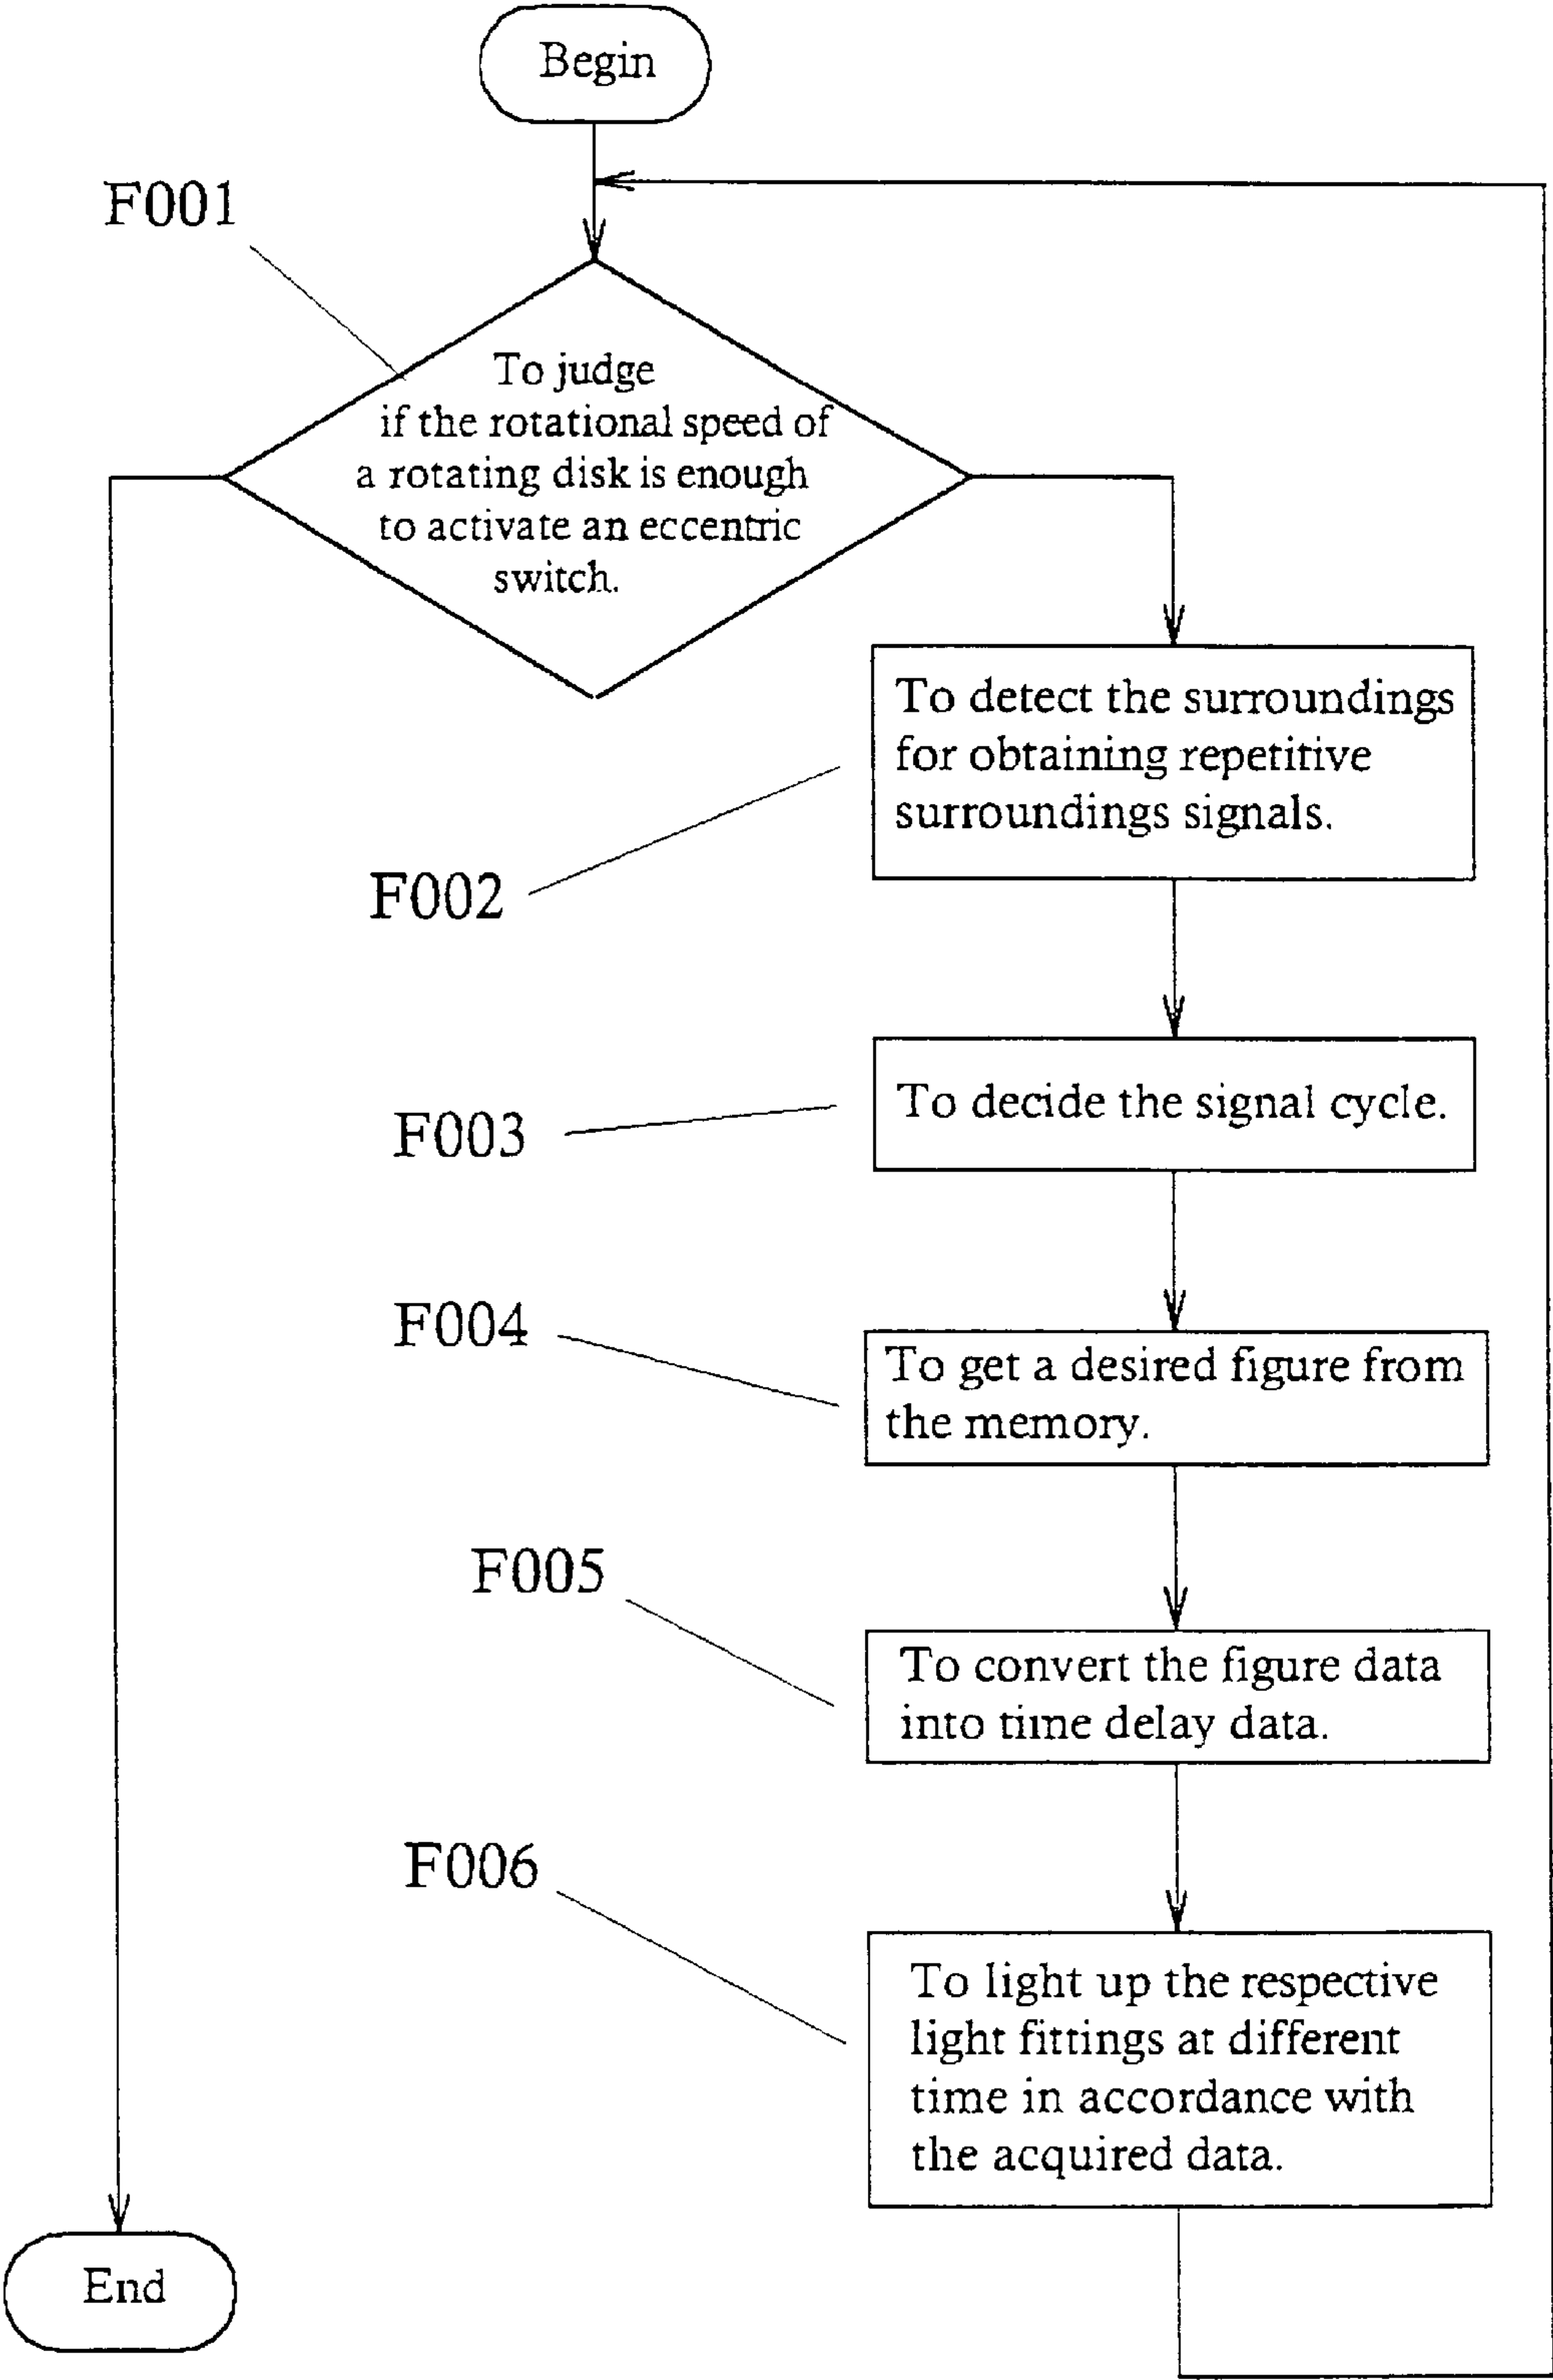 Begin
F001
To judge
if the rotational speed of
a rotating disk is enough
to activate an eccentric
switch.
To detect the surroundings
for obtaining repetitive
surroundings signals.
F002
To decide the signal cycle.
F003
F004
To get a desired figure from
the memory.
F005
To convert the figure data
into time delay data.
F006
To light up the respective
light fittings at different
time in accordance with
the acquired data.
End